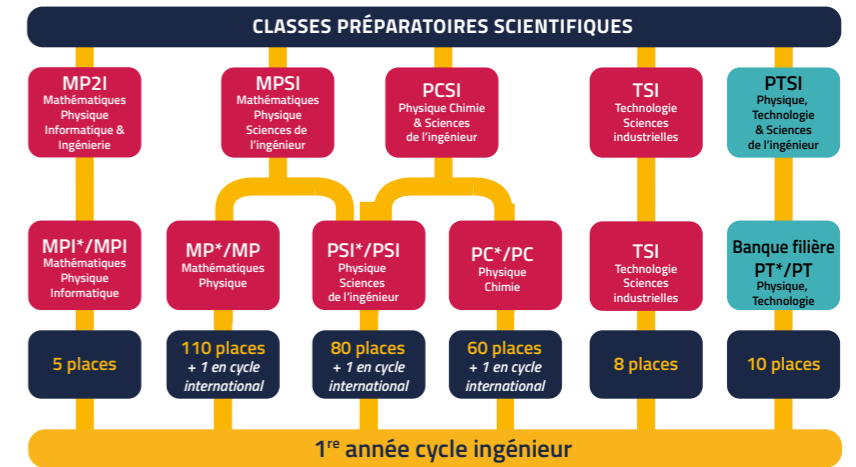 CLASSES PRÉPARATOIRES SCIENTIFIQUES
MP2I
Mathématiques
Physique
Informatique &
Ingénierie
MPSI
Mathématiques
Physique
Sciences de
l'ingénieur
PCSI
Physique Chimie
& Sciences
de l'ingénieur
TSI
Technologie
Sciences
industrielles
PTSI
Physique,
Technologie
& Sciences
de l'ingénieur
MPI*/MPI
Mathématiques
Physique
Informatique
MP*/MP
Mathématiques
Physique
PSI*/PSI
Physique
Sciences
de l'ingénieur
PC*/PC
Physique
Chimie
TSI
Technologie
Sciences
industrielles
Banque filière
PT*/PT
Physique,
Technologie
5 places
110 places
+ 1 en cycle
international
80 places
+ 1 en cycle
international
60 places
+ 1 en cycle
international
8 places
10 places
1re année cycle ingénieur